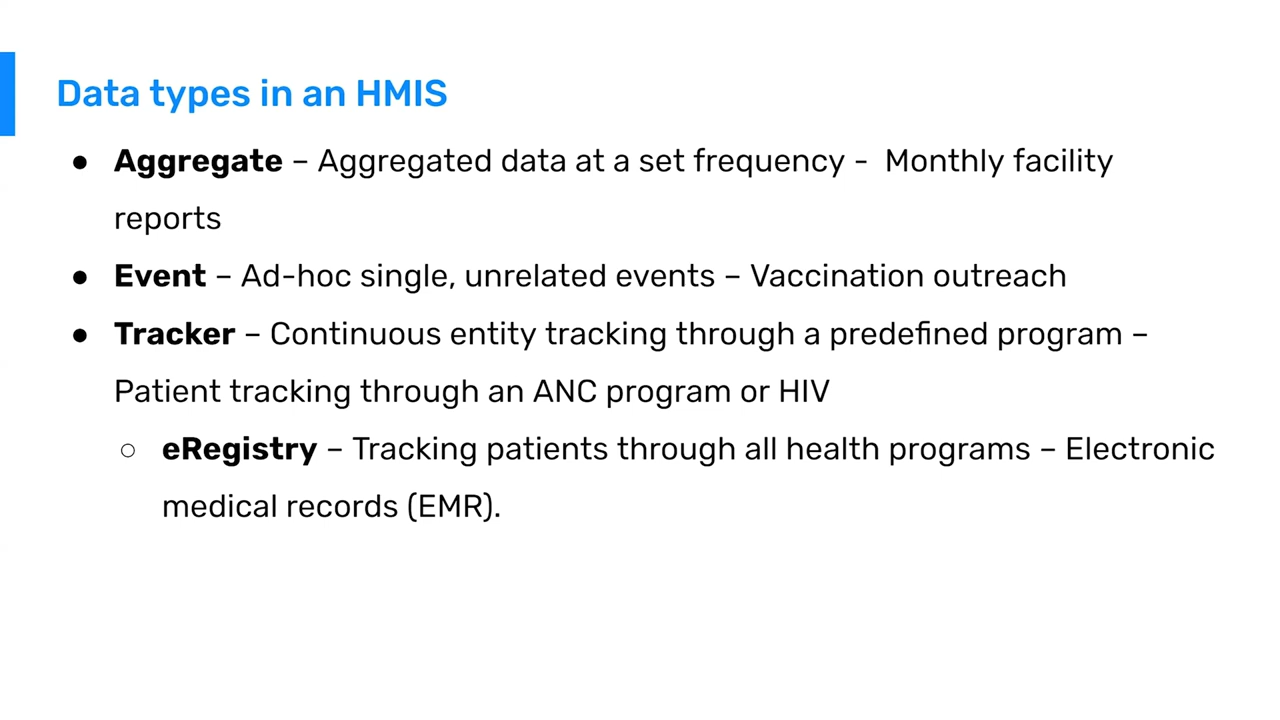 Data types in an HMIS
● Aggregate – Aggregated data at a set frequency -  Monthly facility
reports
● Event – Ad-hoc single, unrelated events – Vaccination outreach
● Tracker – Continuous entity tracking through a predefined program –
Patient tracking through an ANC program or HIV
○ eRegistry – Tracking patients through all health programs – Electronic
medical records (EMR).